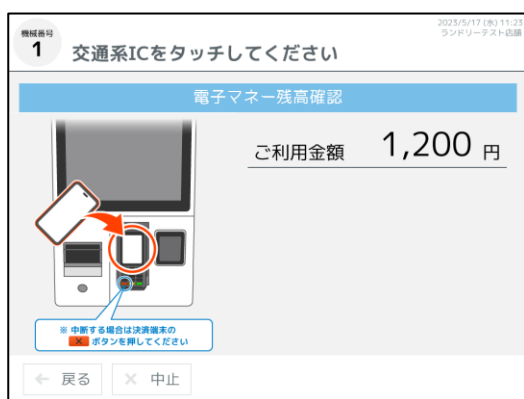 2023/5/17 (水) 11:23
ランドリーテスト店舗
機械番号
1
交通系ICをタッチしてください
電子マネー残高確認
ご利用金額 1,200 円
※ 中断する場合は決済端末の
× ボタンを押してください
← 戻る × 中止